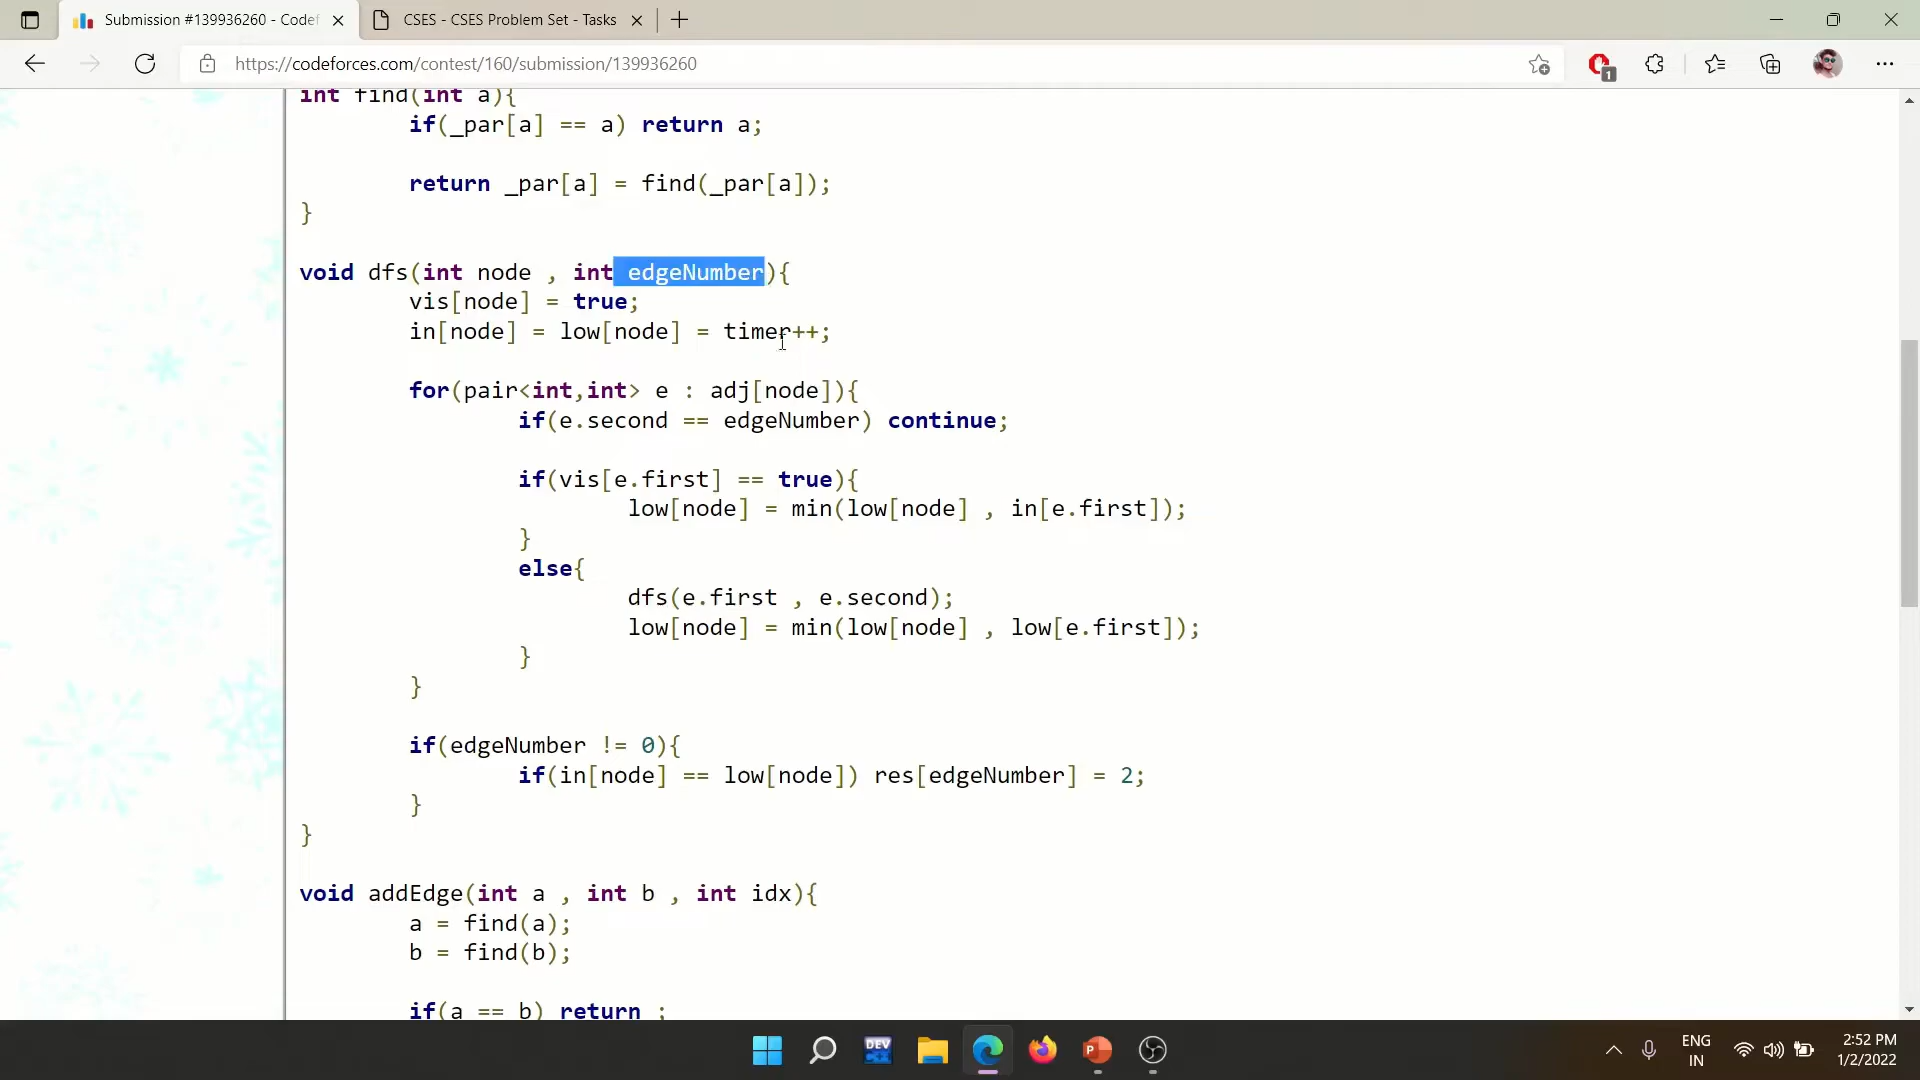 Submission #139936260 - Codef
CSES - CSES Problem Set - Tasks
https://codeforces.com/contest/160/submission/139936260
1
int find(int a){
if(_par[a] == a) return a;
return _par[a] = find(_par[a]);
}
void dfs(int node , int edgeNumber){
vis[node] = true;
in[node] = low[node] = timer++;
for(pair<int,int> e : adj[node]){
if(e.second == edgeNumber) continue;
if(vis[e.first] == true){
low[node] = min(low[node] , in[e.first]);
}
else{
dfs(e.first , e.second);
low[node] = min(low[node] , low[e.first]);
}
}
if(edgeNumber != 0){
if(in[node] == low[node]) res[edgeNumber] = 2;
}
}
void addEdge(int a , int b , int idx){
a = find(a);
b = find(b);
if(a == b) return ;
DEV
P
ENG
IN
2:52 PM
1/2/2022